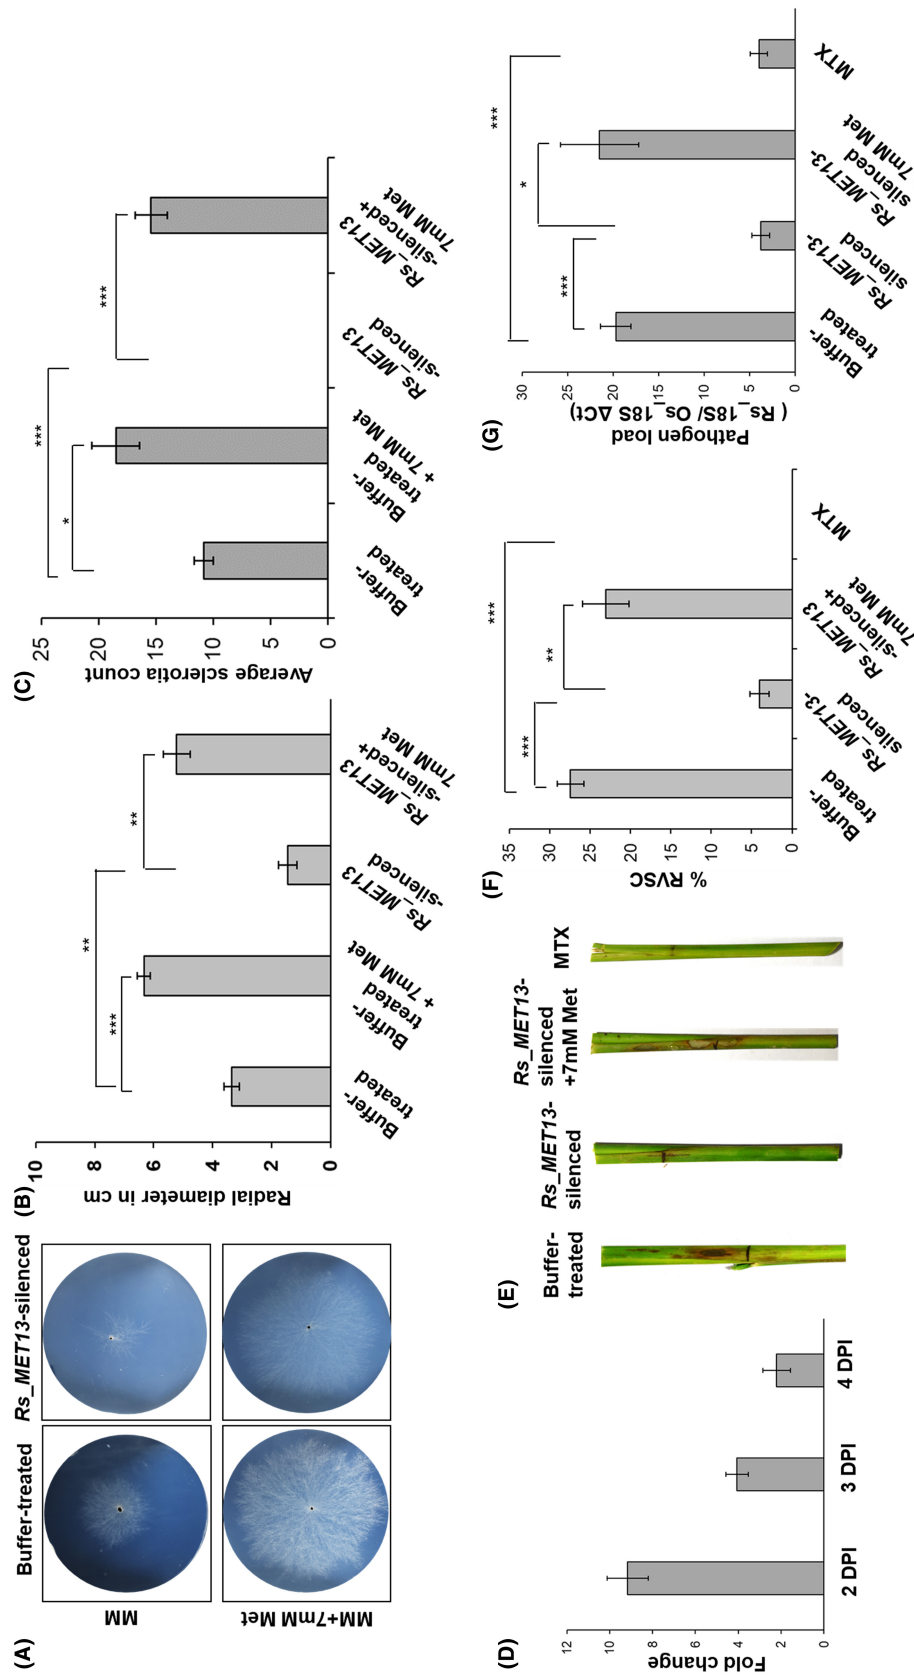 (A)
Buffer-treated
Rs_MET13-silenced
MM
MM+7mM Met
(B)
Radial diameter in cm
10
8
6
4
2
0
***
**
**
Buffer-
treated
Buffer-
treated
+ 7mM Met
Rs_MET13
-silenced
Rs_MET13
-silenced+
7mM Met
(C)
Average sclerotia count
25
20
15
10
5
0
*
***
***
Buffer-
treated
Buffer-
treated
+ 7mM Met
Rs_MET13
-silenced
Rs_MET13
-silenced+
7mM Met
(D)
Fold change
12
10
8
6
4
2
0
2 DPI
3 DPI
4 DPI
(E)
Buffer-
treated
Rs_MET13-
silenced
Rs_MET13-
silenced
+7mM Met
MTX
(F)
% RVSC
35
30
25
20
15
10
5
0
***
**
***
Buffer-
treated
Rs_MET13-
silenced
Rs_MET13
-silenced+
7mM Met
MTX
(G)
Pathogen load
( Rs_18S/ Os_18S ΔCt)
30
25
20
15
10
5
0
***
*
***
Buffer-
treated
Rs_MET13-
silenced
Rs_MET13-
silenced
7mM Met
MTX